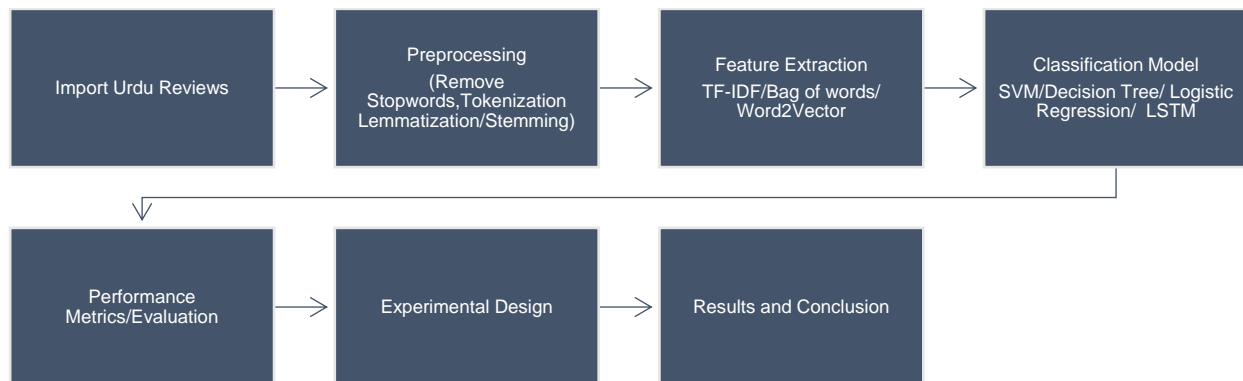 Import Urdu Reviews
Preprocessing
(Remove
Stopwords,Tokenization
Lemmatization/Stemming)
Feature Extraction
TF-IDF/Bag of words/
Word2Vector
Classification Model
SVM/Decision Tree/ Logistic
Regression/ LSTM
Performance
Metrics/Evaluation
Experimental Design
Results and Conclusion